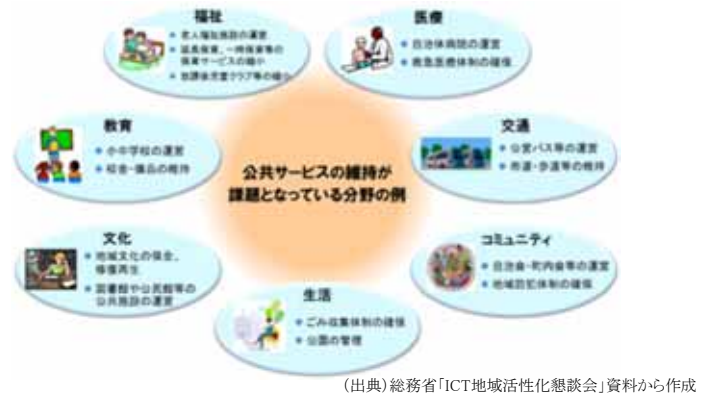 福祉
老人福祉施設の運営
延長保育、一時保育等の
保育サービスの縮小
放課後児童クラブ等の縮小
医療
自治体病院の運営
救急医療体制の確保
教育
小中学校の運営
校舎・備品の維持
交通
公営バス等の運営
市道・歩道等の維持
公共サービスの維持が
課題となっている分野の例
文化
地域文化の保全、
修復再生
図書館や公民館等の
公共施設の運営
コミュニティ
自治会・町内会等の運営
地域防犯体制の確保
生活
ごみ収集体制の確保
公園の管理
(出典)総務省「ICT地域活性化懇談会」資料から作成